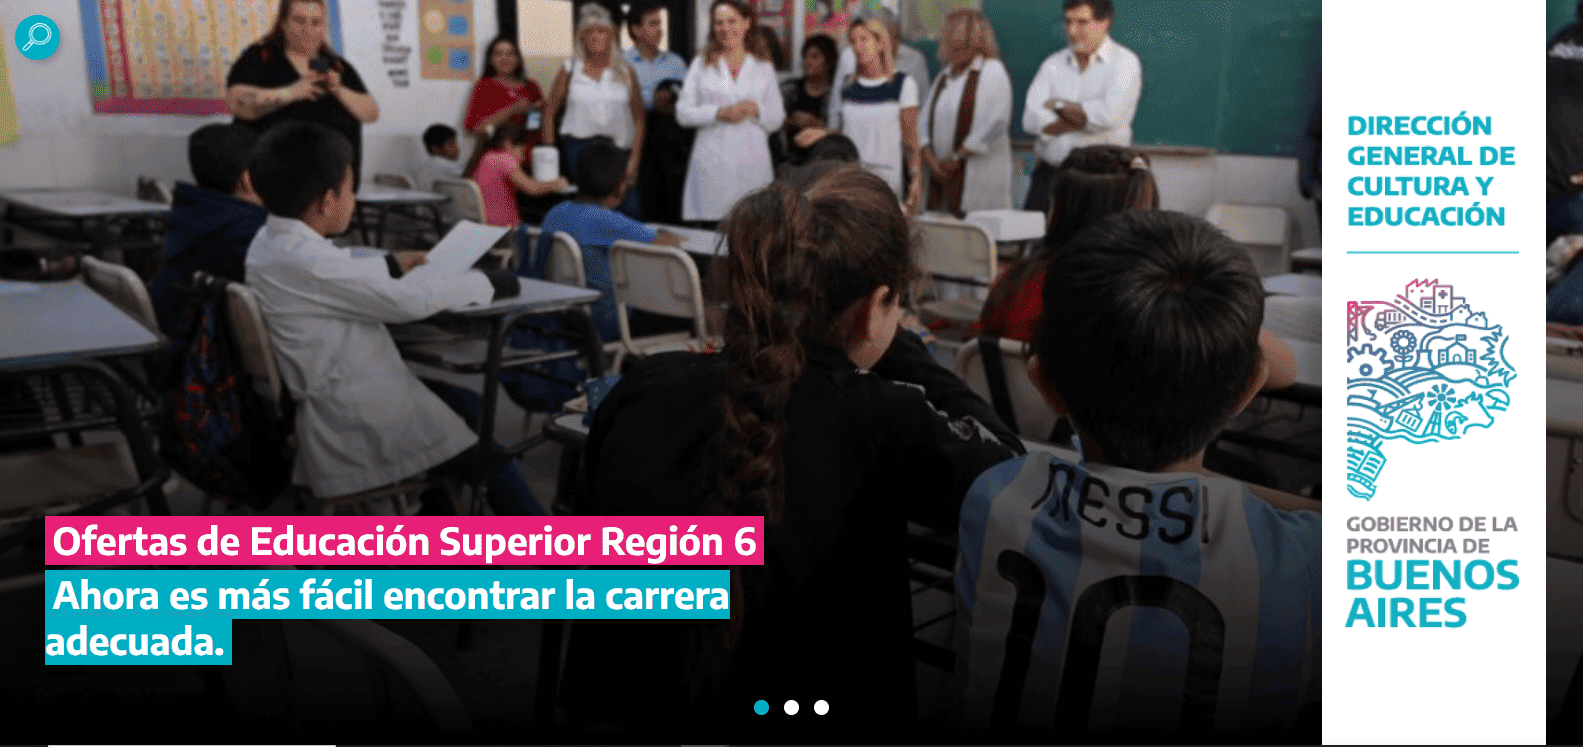 Ofertas de Educación Superior Región 6
Ahora es más fácil encontrar la carrera
adecuada.
MESSI
10
DIRECCIÓN
GENERAL DE
CULTURA Y
EDUCACIÓN
GOBIERNO DE LA
PROVINCIA DE
BUENOS
AIRES